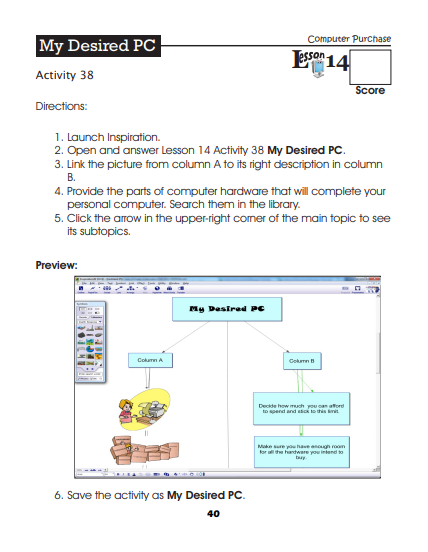 My Desired PC
Computer Purchase
Lesson 14
Activity 38
Score
Directions:
1. Launch Inspiration.
2. Open and answer Lesson 14 Activity 38 My Desired PC.
3. Link the picture from column A to its right description in column
B.
4. Provide the parts of computer hardware that will complete your
personal computer. Search them in the library.
5. Click the arrow in the upper-right corner of the main topic to see
its subtopics.
Preview:
My Desired PC
Column A
Column B
Decide how much you can afford
to spend and stick to this limit.
Make sure you have enough room
for all the hardware you intend to
buy.
6. Save the activity as My Desired PC.
40